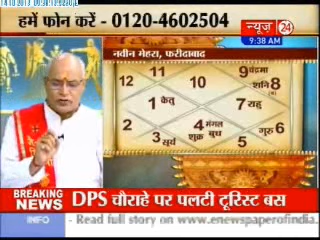 हमें फोन करें - 0120-4602504
न्यूज़ 24
9:38 AM
नवीन मेहरा, फरीदाबाद
12 11 10 9 चंद्रमा
शनि 8
1 केतु 7 राहु
2 3 सूर्य शुक्र 4 मंगल बुध 5 गुरु 6
BREAKING NEWS
DPS चौराहे पर पलटी टूरिस्ट बस
INFO - Read full story on www.enewspaperofindia.